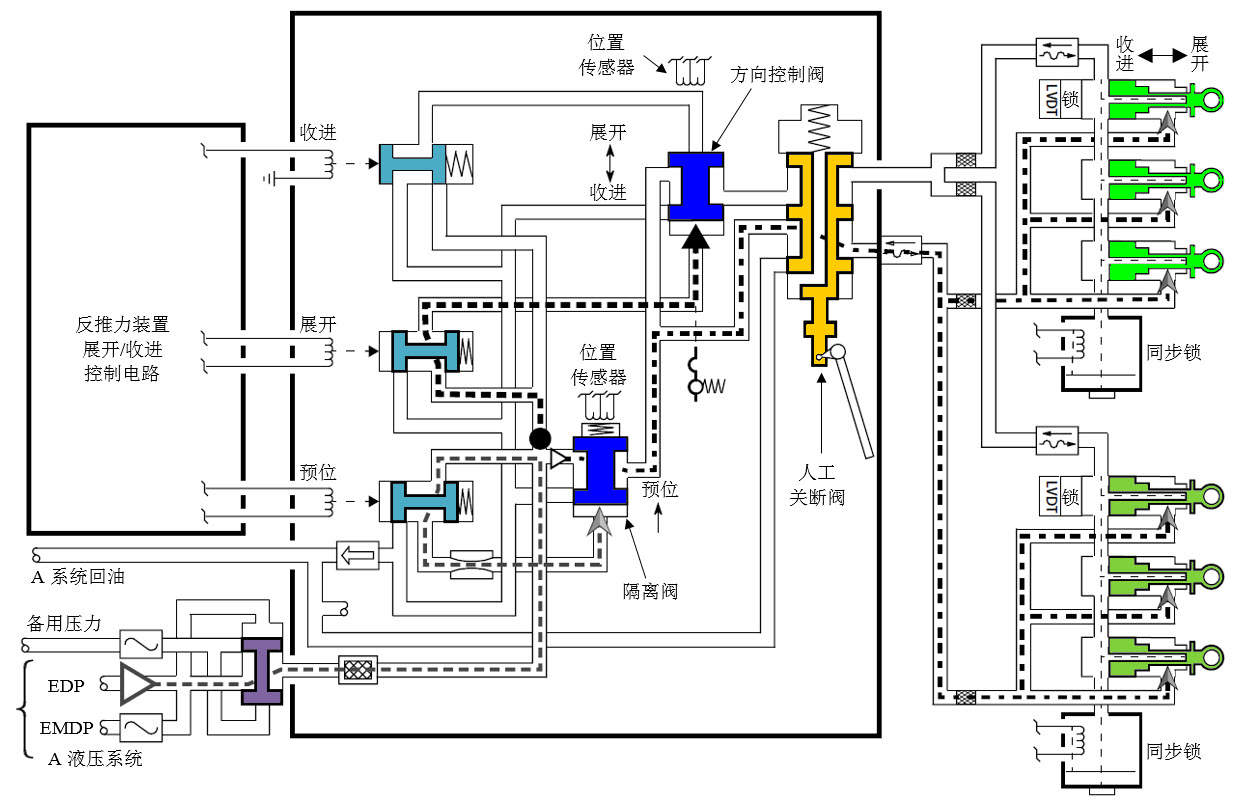 位置
传感器
方向控制阀
收进
展开
LVDT
锁
收进
展开
收进
反推力装置
展开/收进
控制电路
展开
位置
传感器
同步锁
预位
预位
人工
关断阀
LVDT
锁
A 系统回油
隔离阀
备用压力
EDP
EMDP
A 液压系统
同步锁